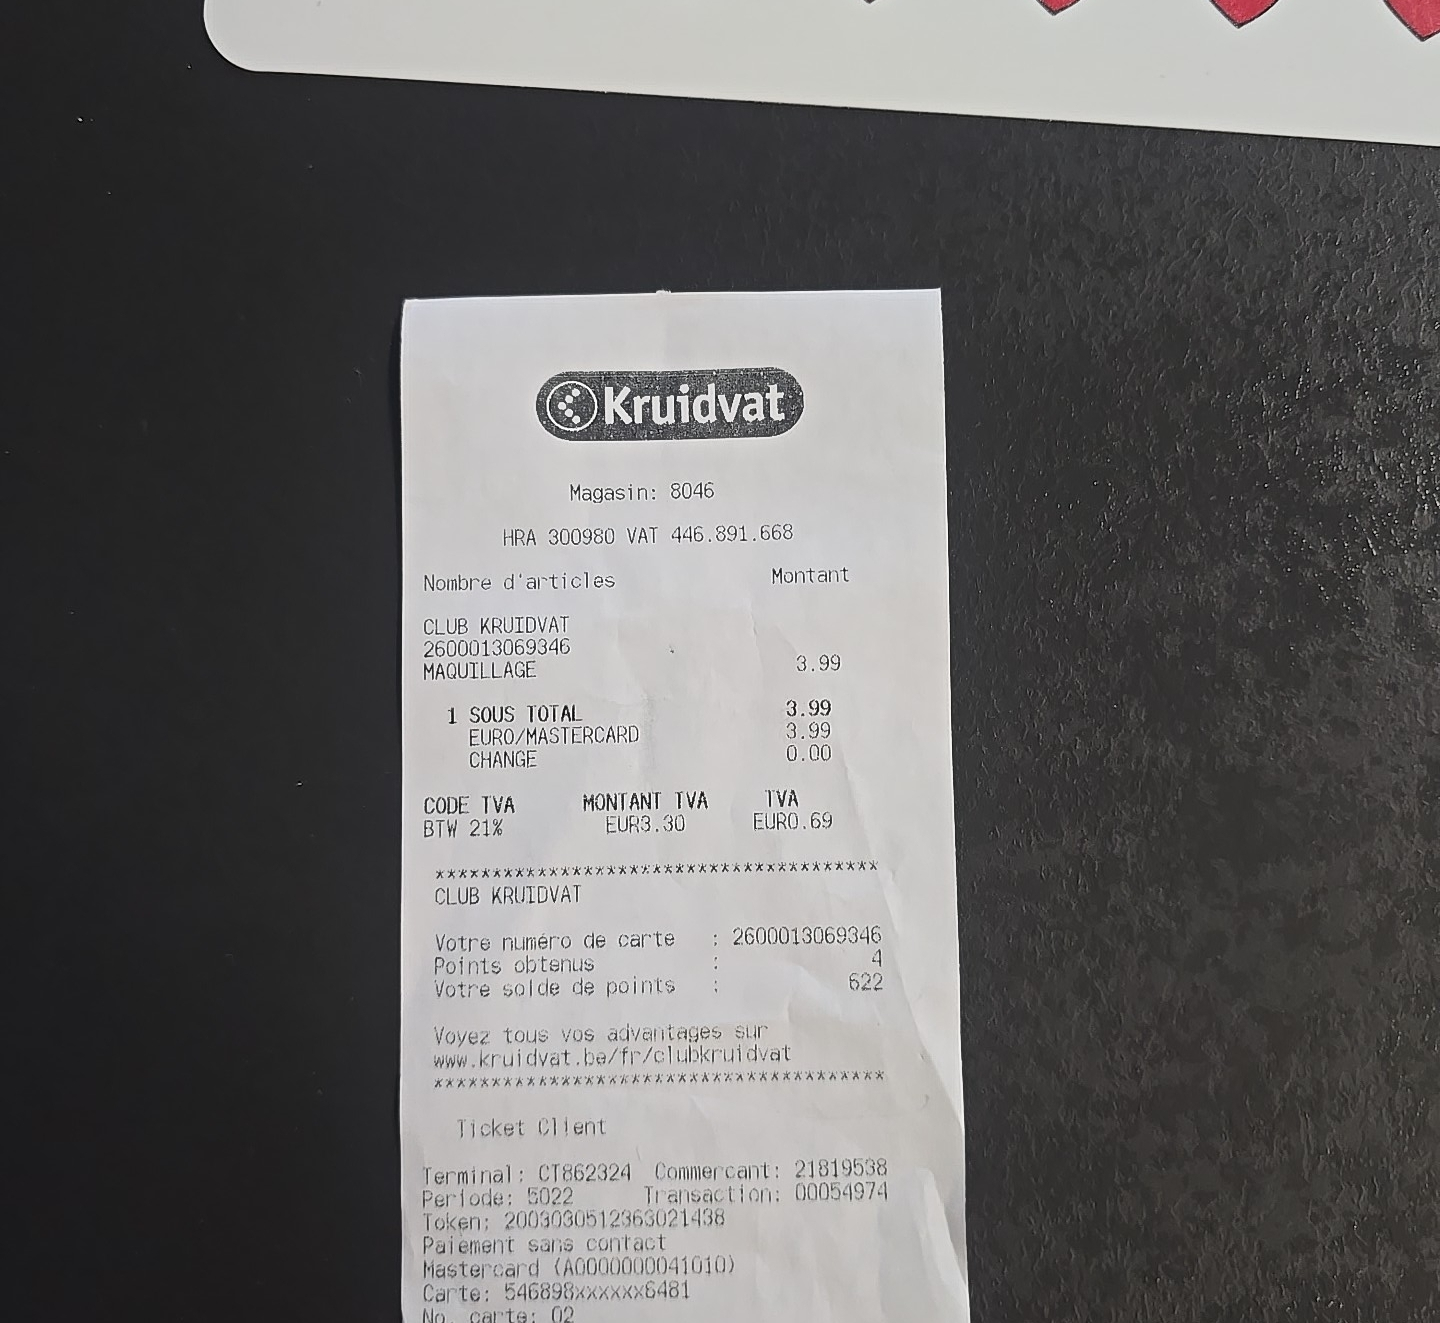 Kruidvat
Magasin: 8046
HRA 300980 VAT 446.891.668
Nombre d'articles Montant
CLUB KRUIDVAT
2600013069346
MAQUILLAGE 3.99
1 SOUS TOTAL 3.99
EURO/MASTERCARD 3.99
CHANGE 0.00
CODE TVA MONTANT TVA TVA
BTW 21% EUR3.30 EUR0.69
***************************************
CLUB KRUIDVAT
Votre numéro de carte : 2600013069346
Points obtenus : 4
Votre solde de points : 622
Voyez tous vos advantages sur
www.kruidvat.be/fr/clubkruidvat
***************************************
Ticket Client
Terminal: CT862324 Commercant: 21819538
Periode: 5022 Transaction: 00054974
Token: 2003030512363021438
Paiement sans contact
Mastercard (A0000000041010)
Carte: 546898xxxxxx6481
No. carte: 02